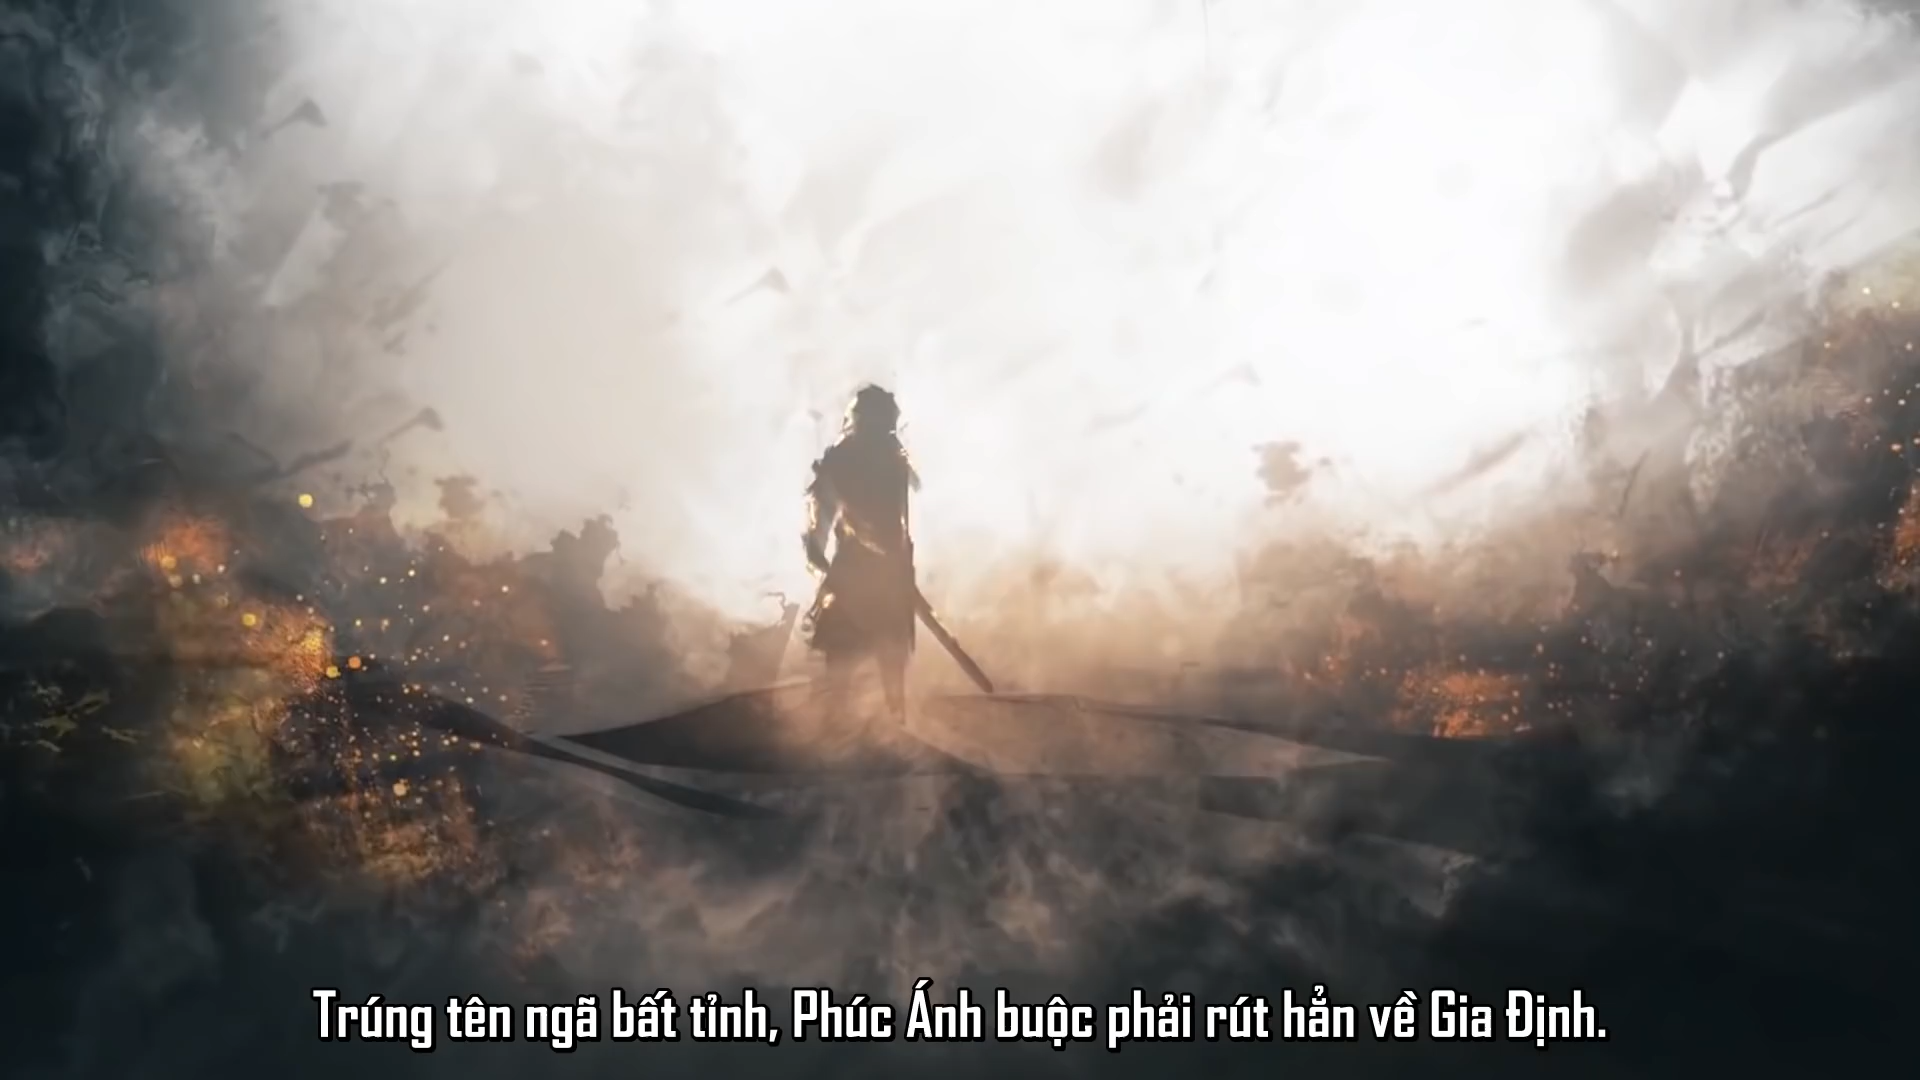 Trúng tên ngã bất tỉnh, Phúc Ánh buộc phải rút hẳn về Gia Định.